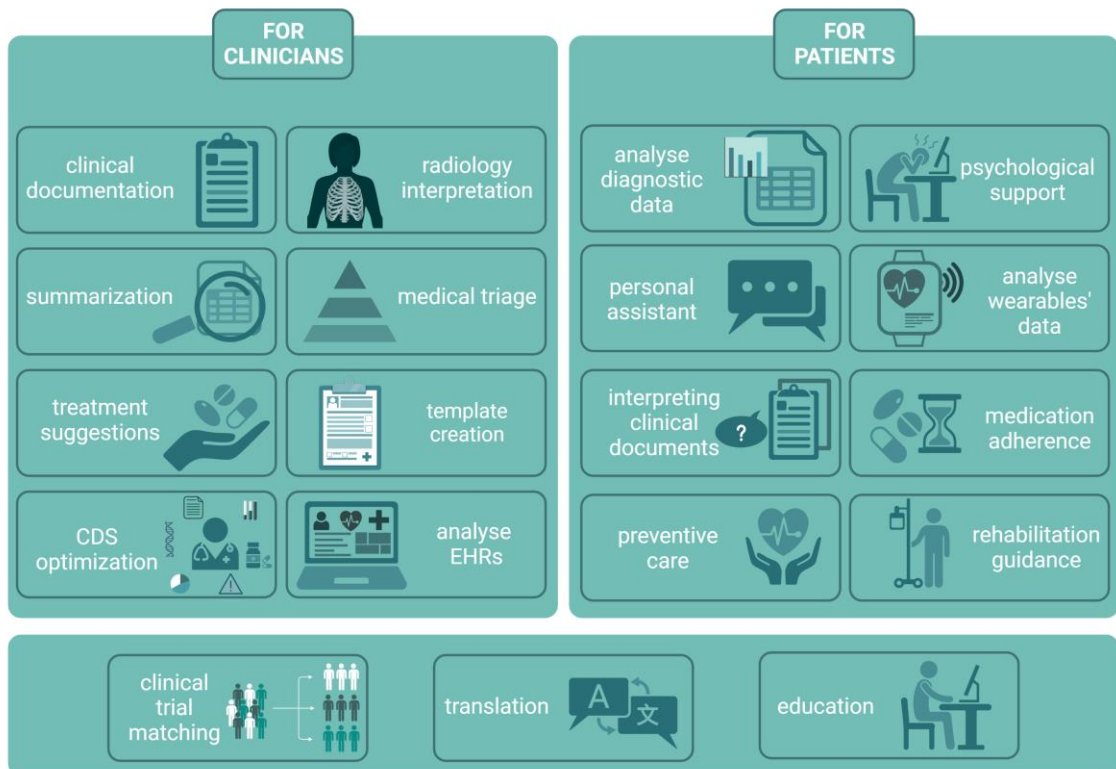 FOR
CLINICIANS
clinical
documentation
radiology
interpretation
summarization
medical triage
treatment
suggestions
template
creation
CDS
optimization
analyse
EHRs
FOR
PATIENTS
analyse
diagnostic
data
psychological
support
personal
assistant
analyse
wearables'
data
interpreting
clinical
documents
?
medication
adherence
preventive
care
rehabilitation
guidance
clinical
trial
matching
translation
A
文
education